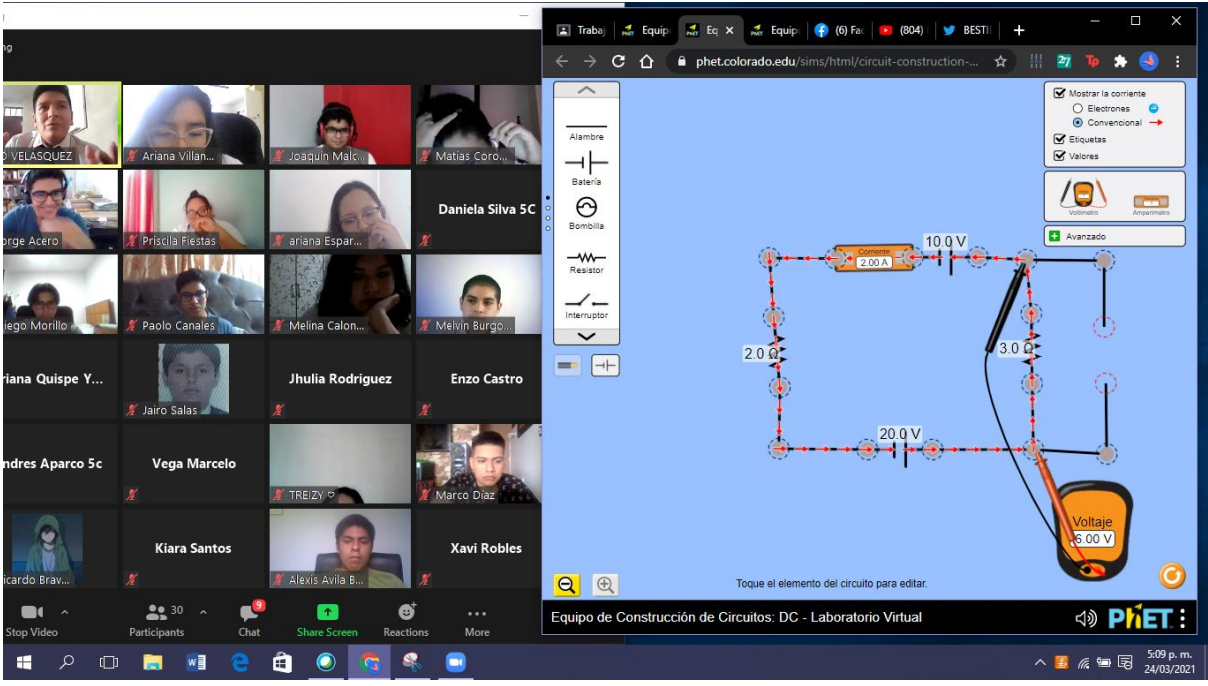 Trabaj
Equip
Eq
Equip
(6) Fac
(804)
BESTI
phet.colorado.edu/sims/html/circuit-construction-...
ng
O VELASQUEZ
Ariana Villan...
Joaquín Malc...
Matias Coro...
orge Acero
Priscila Fiestas
ariana Espar...
Daniela Silva 5C
iego Morillo
Paolo Canales
Melina Calon...
Melvin Burgo...
riana Quispe Y...
Jairo Salas
Jhulia Rodriguez
Enzo Castro
ndres Aparco 5c
Vega Marcelo
TREIZY
Marco Diaz
icardo Brav...
Kiara Santos
Alexis Avila B...
Xavi Robles
Stop Video
Participants
30
Chat
9
Share Screen
Reactions
More
Alambre
Batería
Bombilla
Resistor
Interruptor
Mostrar la corriente
Electrones
Convencional
Etiquetas
Valores
Voltímetro
Amperímetro
Avanzado
Corriente
2.00 A
10.0 V
2.0 Ω
3.0 Ω
20.0 V
Voltaje
6.00 V
Toque el elemento del circuito para editar.
Equipo de Construcción de Circuitos: DC - Laboratorio Virtual
PhET
5:09 p. m.
24/03/2021